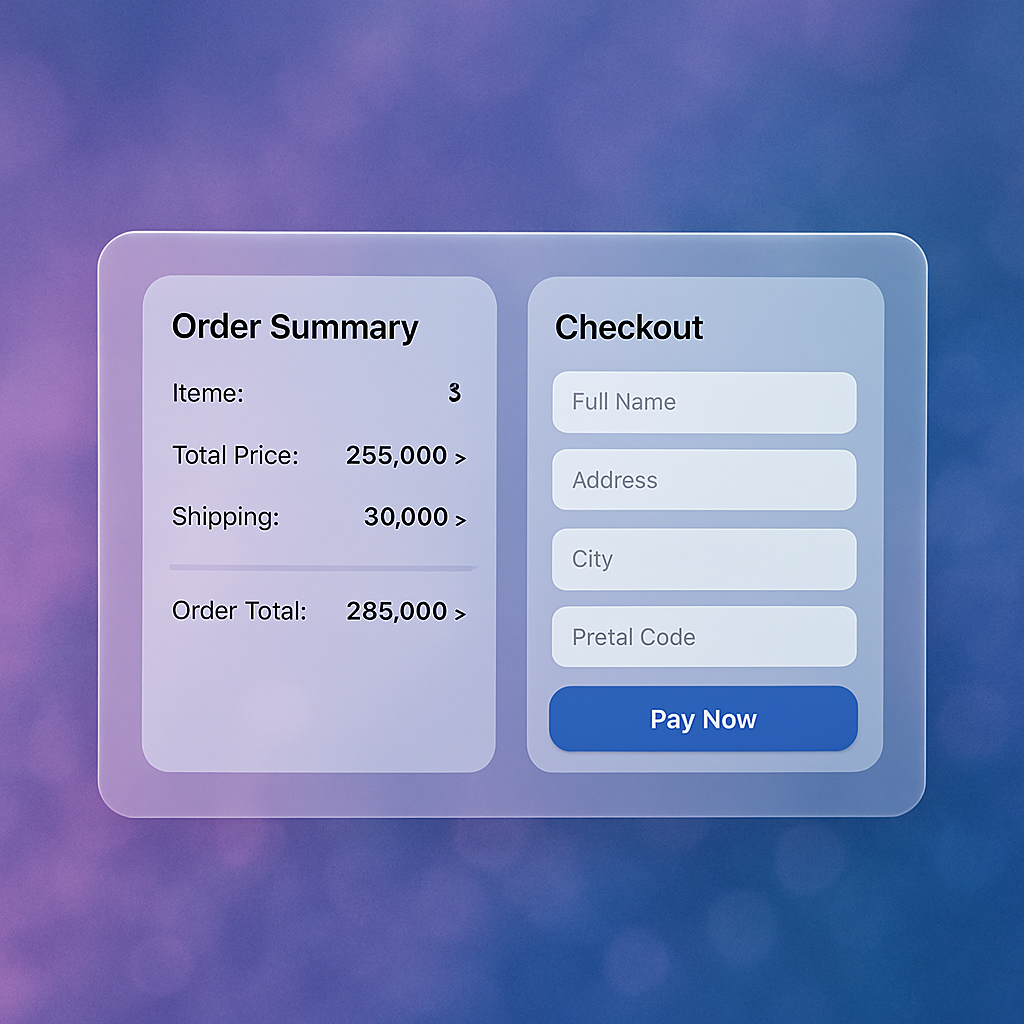 Order Summary
Iteme: 3
Total Price: 255,000 >
Shipping: 30,000 >
Order Total: 285,000 >
Checkout
Full Name
Address
City
Pretal Code
Pay Now